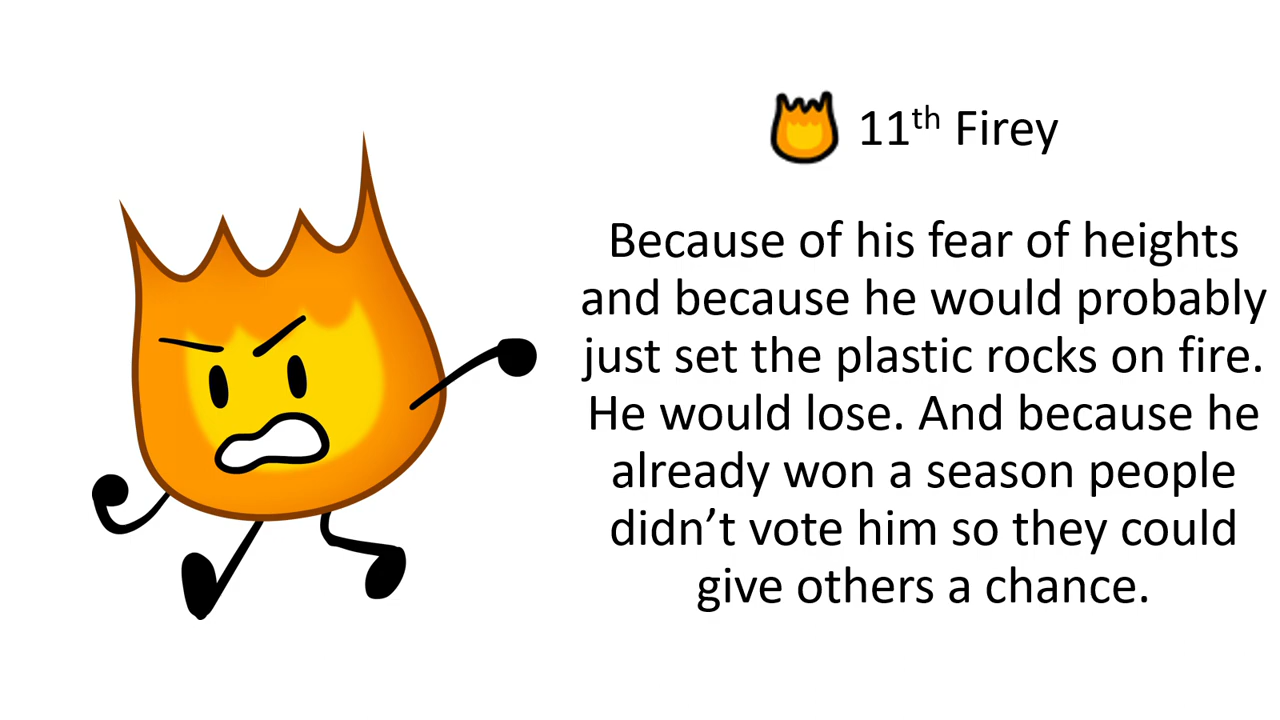 11th Firey
Because of his fear of heights
and because he would probably
just set the plastic rocks on fire.
He would lose. And because he
already won a season people
didn’t vote him so they could
give others a chance.